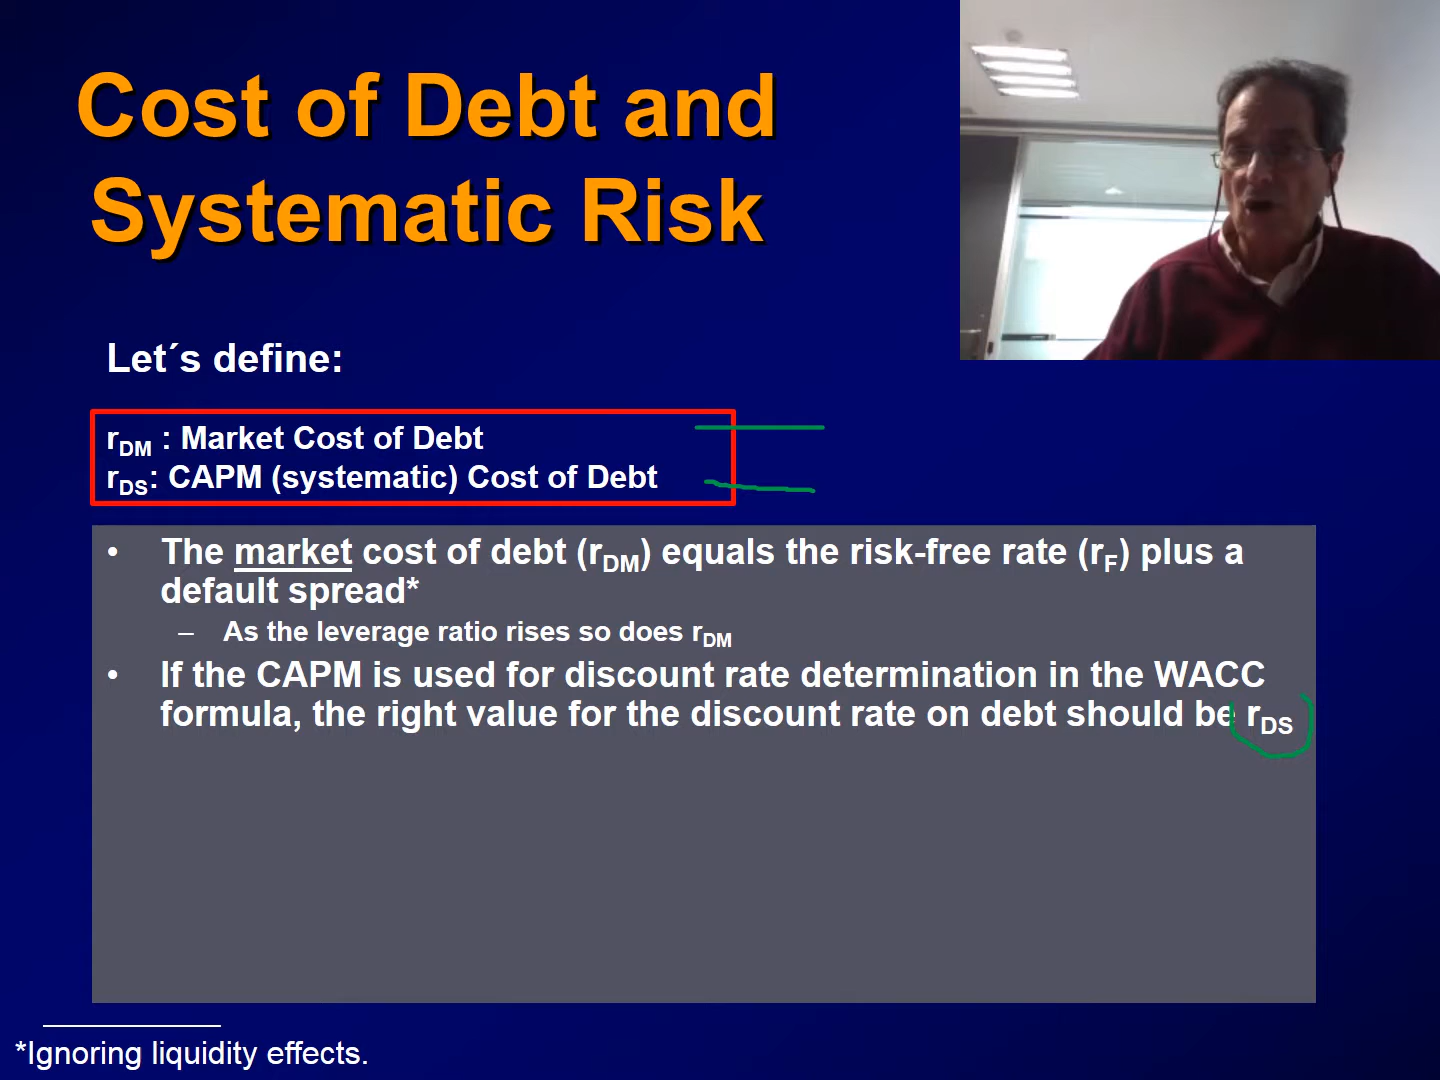 Cost of Debt and
Systematic Risk
Let´s define:
rDM : Market Cost of Debt
rDS: CAPM (systematic) Cost of Debt
• The market cost of debt (rDM) equals the risk-free rate (rF) plus a
default spread*
– As the leverage ratio rises so does rDM
• If the CAPM is used for discount rate determination in the WACC
formula, the right value for the discount rate on debt should be rDS
*Ignoring liquidity effects.